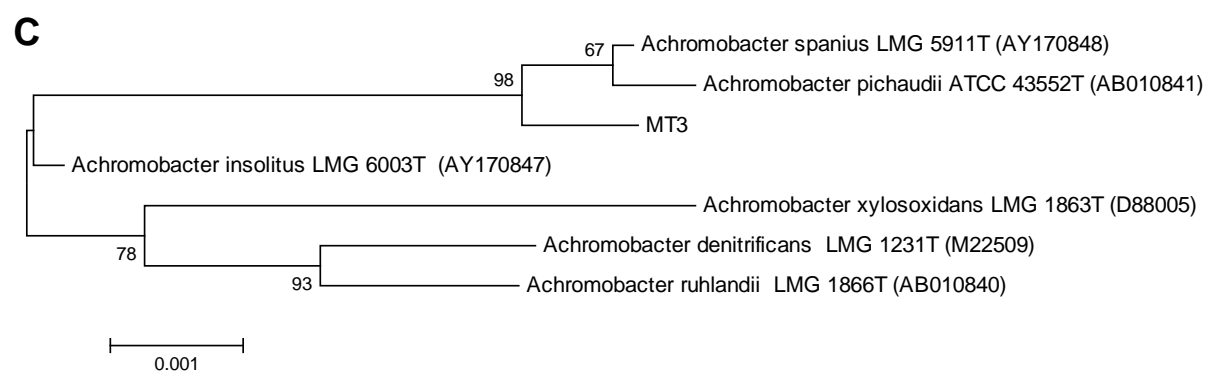 C
Achromobacter spanius LMG 5911T (AY170848)
67
98
Achromobacter pichaudii ATCC 43552T (AB010841)
MT3
Achromobacter insolitus LMG 6003T (AY170847)
Achromobacter xylosoxidans LMG 1863T (D88005)
78
Achromobacter denitrificans LMG 1231T (M22509)
93
Achromobacter ruhlandii LMG 1866T (AB010840)
0.001